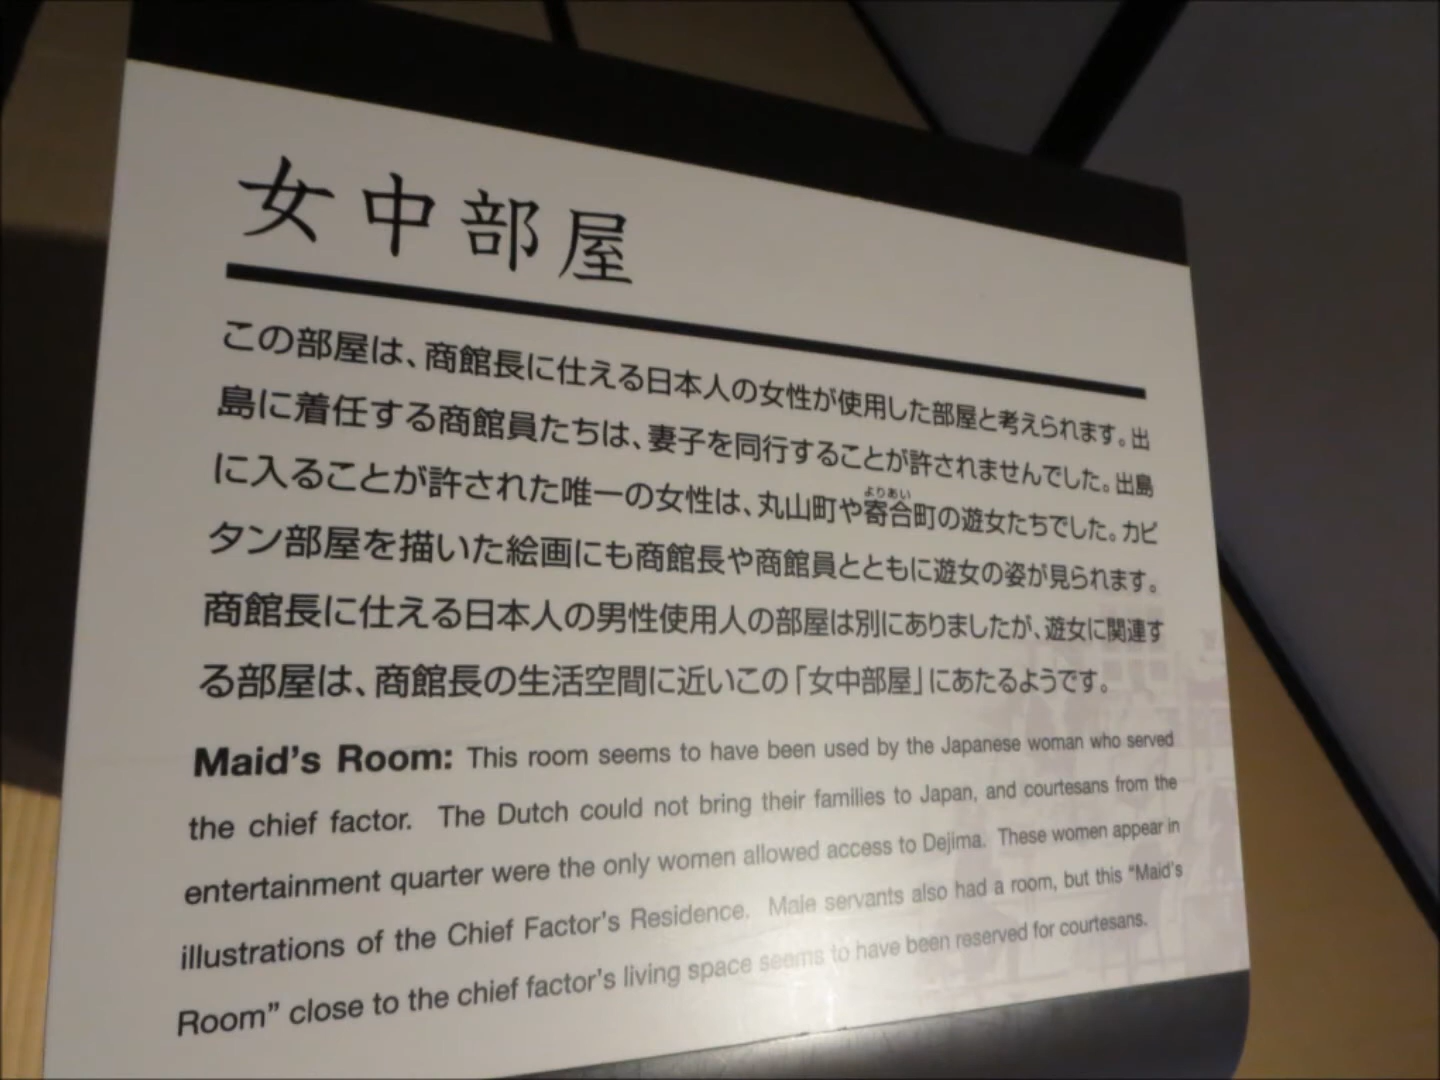 女中部屋
この部屋は、商館長に仕える日本人の女性が使用した部屋と考えられます。出
島に着任する商館員たちは、妻子を同行することが許されませんでした。出島
に入ることが許された唯一の女性は、丸山町や寄合町の遊女たちでした。カピ
よりあい
タン部屋を描いた絵画にも商館長や商館員とともに遊女の姿が見られます。
商館長に仕える日本人の男性使用人の部屋は別にありましたが、遊女に関連す
る部屋は、商館長の生活空間に近いこの「女中部屋」にあたるようです。
Maid's Room: This room seems to have been used by the Japanese woman who served
the chief factor. The Dutch could not bring their families to Japan, and courtesans from the
entertainment quarter were the only women allowed access to Dejima. These women appear in
illustrations of the Chief Factor's Residence. Male servants also had a room, but this "Maid's
Room" close to the chief factor's living space seems to have been reserved for courtesans.